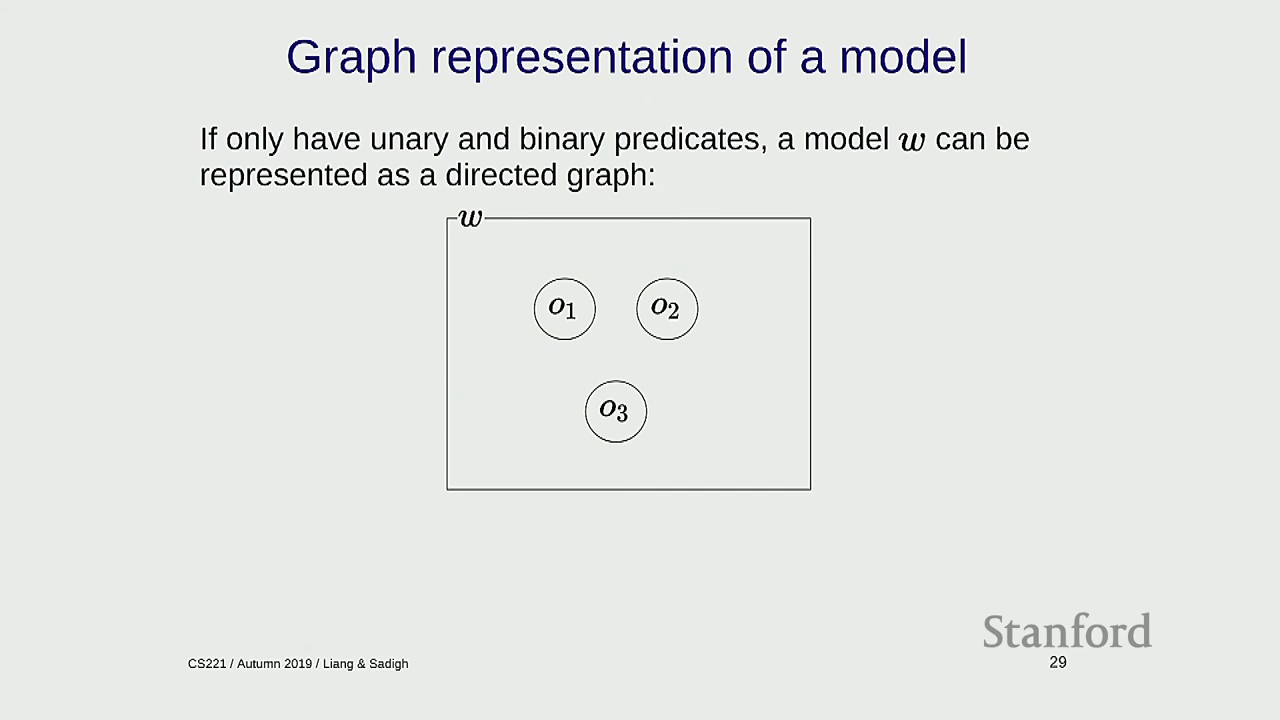 Graph representation of a model
If only have unary and binary predicates, a model w can be
represented as a directed graph:
w
o1 o2
o3
Stanford
CS221 / Autumn 2019 / Liang & Sadigh 29